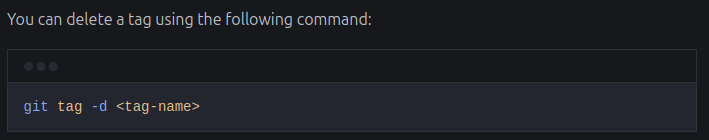 You can delete a tag using the following command:
git tag -d <tag-name>